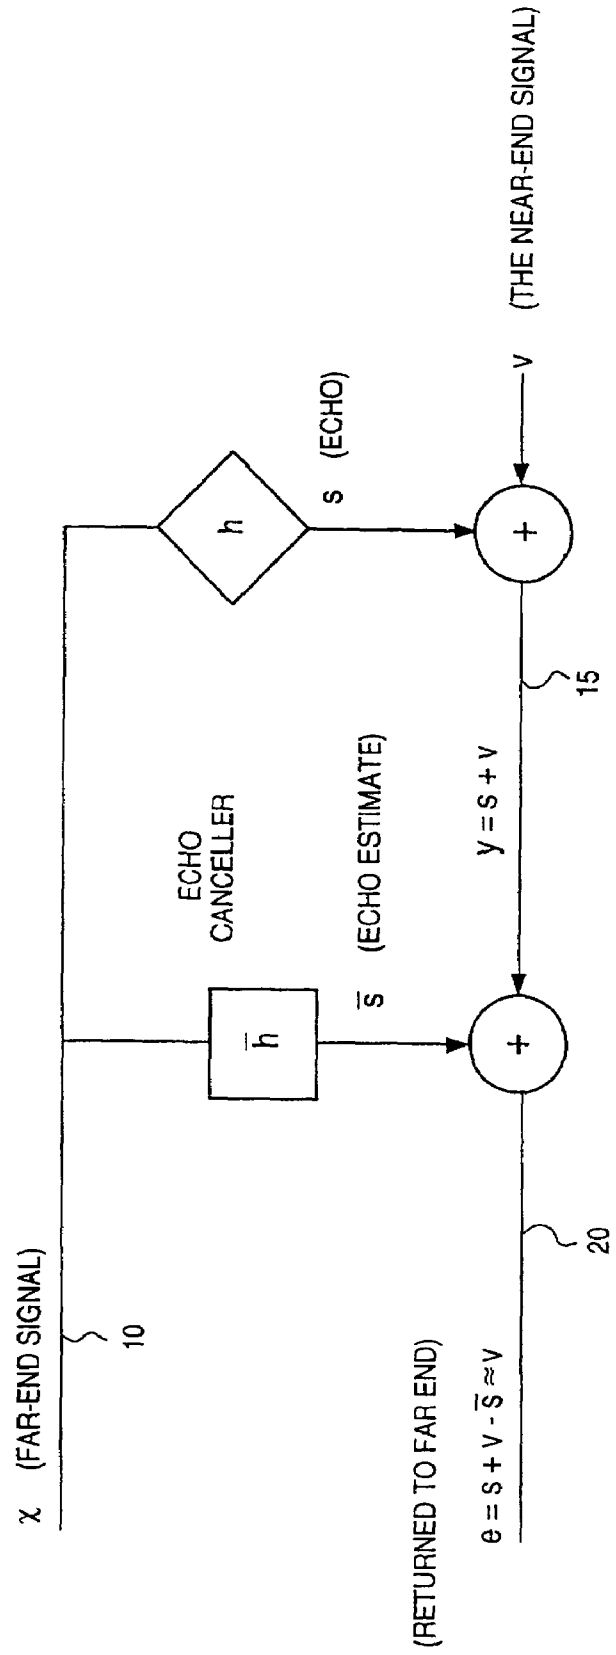 χ (FAR-END SIGNAL)
10
ECHO
CANCELLER
h̅
h
s̅ (ECHO ESTIMATE)
s (ECHO)
(RETURNED TO FAR END)
e = s + v - s̅ ≈ v
+
y = s + v
+
v (THE NEAR-END SIGNAL)
20
15